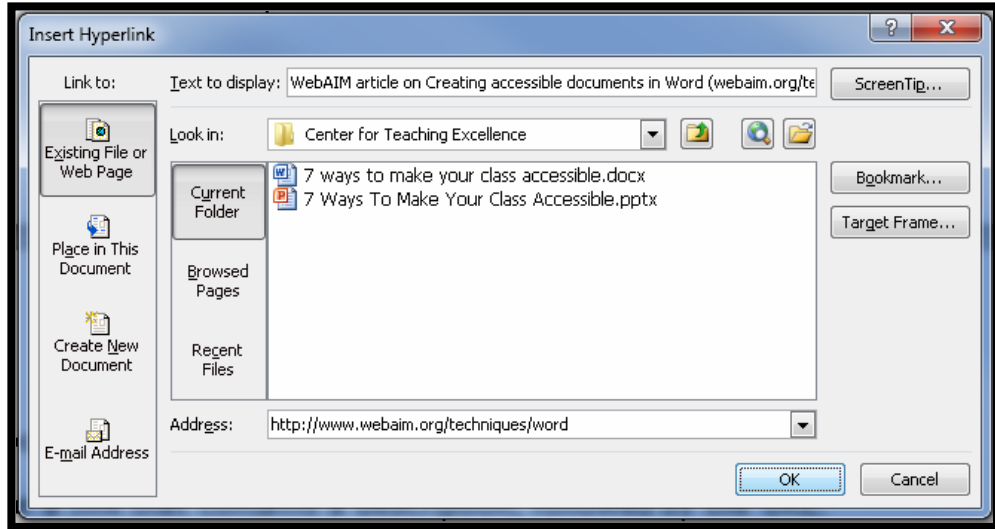 Insert Hyperlink
Link to:
Text to display:
WebAIM article on Creating accessible documents in Word (webaim.org/te
ScreenTip...
Existing File or
Web Page
Place in This
Document
Create New
Document
E-mail Address
Look in:
Center for Teaching Excellence
Current
Folder
Browsed
Pages
Recent
Files
7 ways to make your class accessible.docx
7 Ways To Make Your Class Accessible.pptx
Bookmark...
Target Frame...
Address:
http://www.webaim.org/techniques/word
OK
Cancel